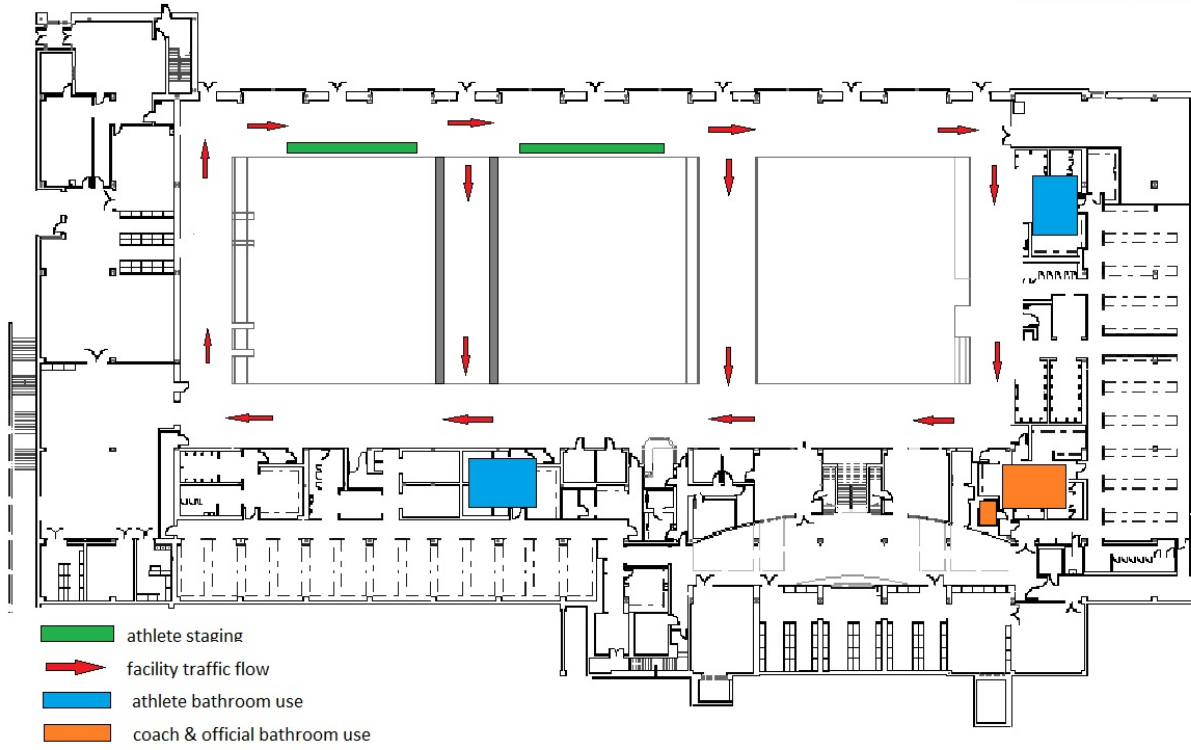 athlete staging
facility traffic flow
athlete bathroom use
coach & official bathroom use